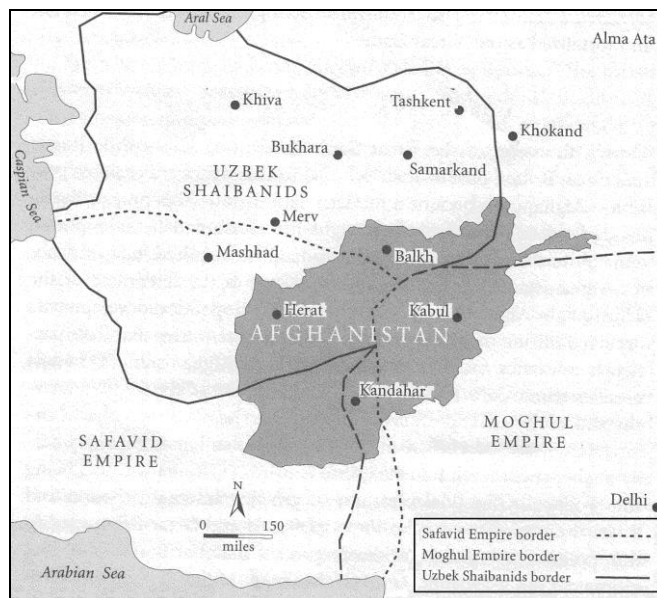 Aral Sea
Alma Ata
Khiva
Tashkent
Khokand
Bukhara
Samarkand
UZBEK
SHAIBANIDS
Caspian Sea
Merv
Mashhad
Balkh
Herat
Kabul
AFGHANISTAN
Kandahar
SAFAVID
EMPIRE
MOGHUL
EMPIRE
N
0 150
miles
Delhi
Arabian Sea
Safavid Empire border
Moghul Empire border
Uzbek Shaibanids border